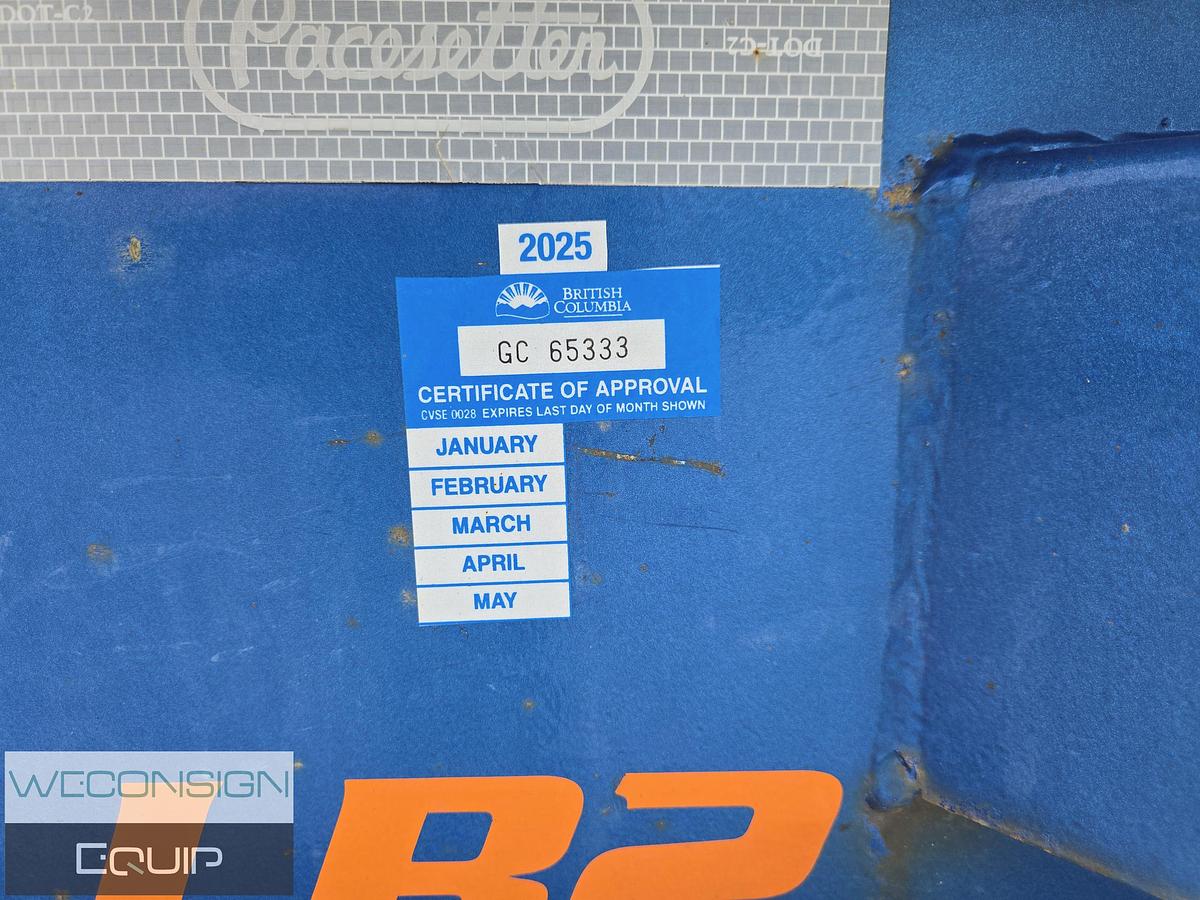 DOT-C2
Pacesetter
DOT-C2
2025
BRITISH
COLUMBIA
GC 65333
CERTIFICATE OF APPROVAL
CVSE 0028 EXPIRES LAST DAY OF MONTH SHOWN
JANUARY
FEBRUARY
MARCH
APRIL
MAY
WECONSIGN
EQUIP